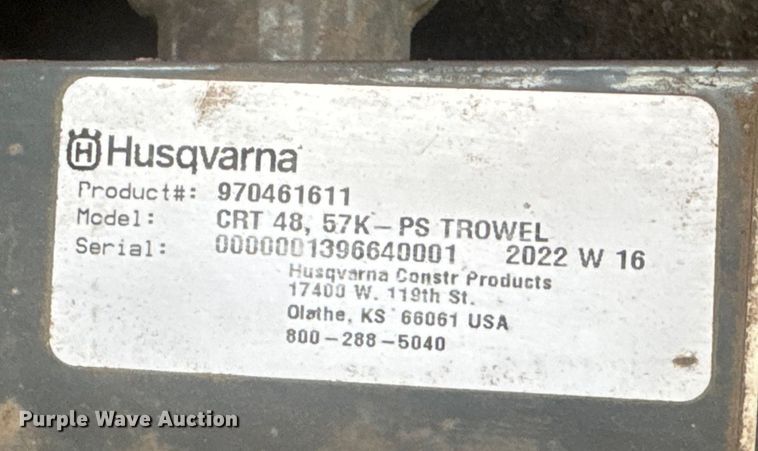 Husqvarna
Product#: 970461611
Model: CRT 48, 57K-PS TROWEL
Serial: 0000001396640001 2022 W 16
Husqvarna Constr Products
17400 W. 119th St.
Olathe, KS 66061 USA
800-288-5040
Purple Wave Auction